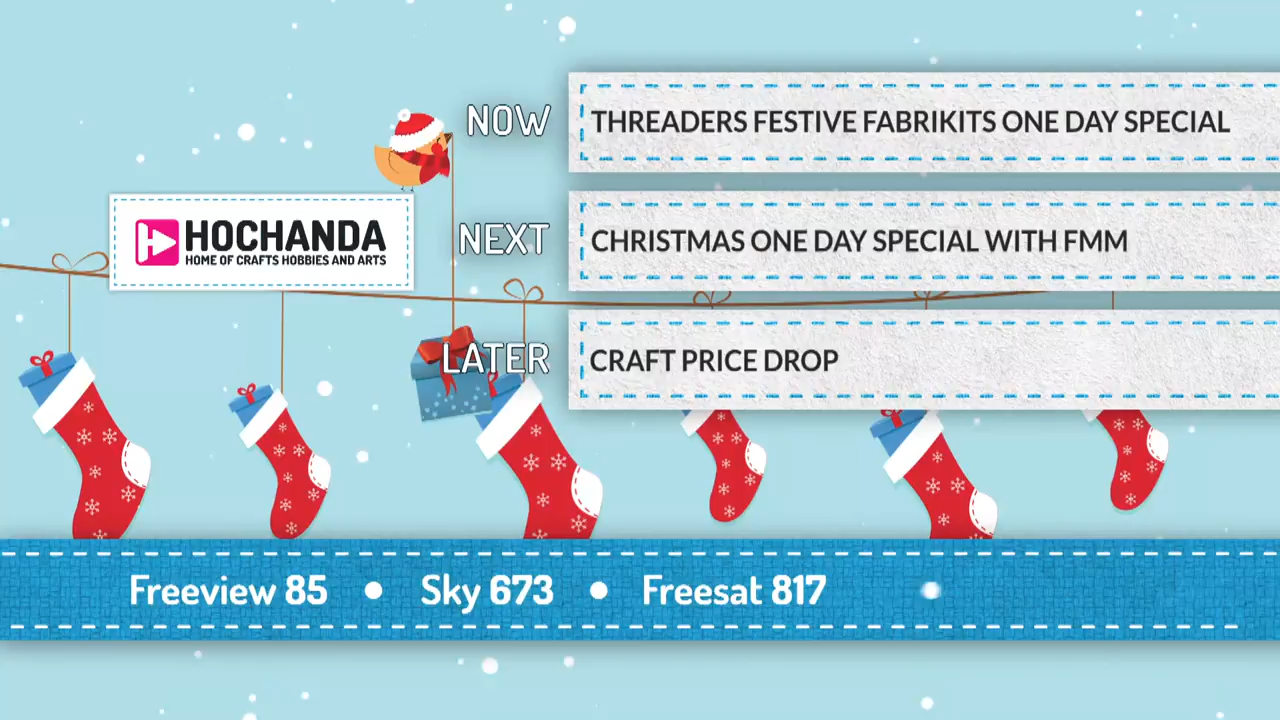 NOW
THREADERS FESTIVE FABRIKITS ONE DAY SPECIAL
HOCHANDA
HOME OF CRAFTS HOBBIES AND ARTS
NEXT
CHRISTMAS ONE DAY SPECIAL WITH FMM
LATER
CRAFT PRICE DROP
Freeview 85 • Sky 673 • Freesat 817 •